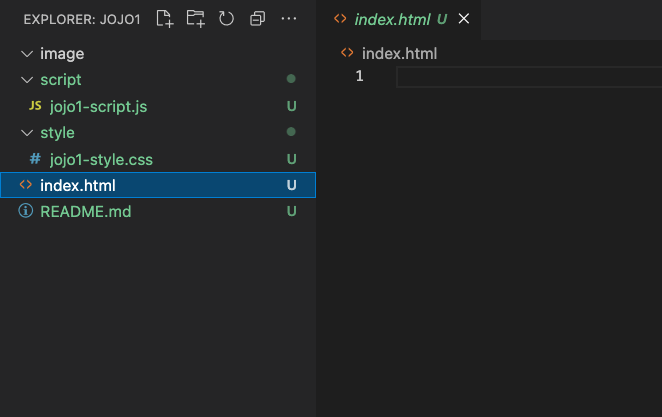 EXPLORER: JOJO1
image
script
JS jojo1-script.js U
style
# jojo1-style.css U
<> index.html U
README.md U
<> index.html U
<> index.html
1